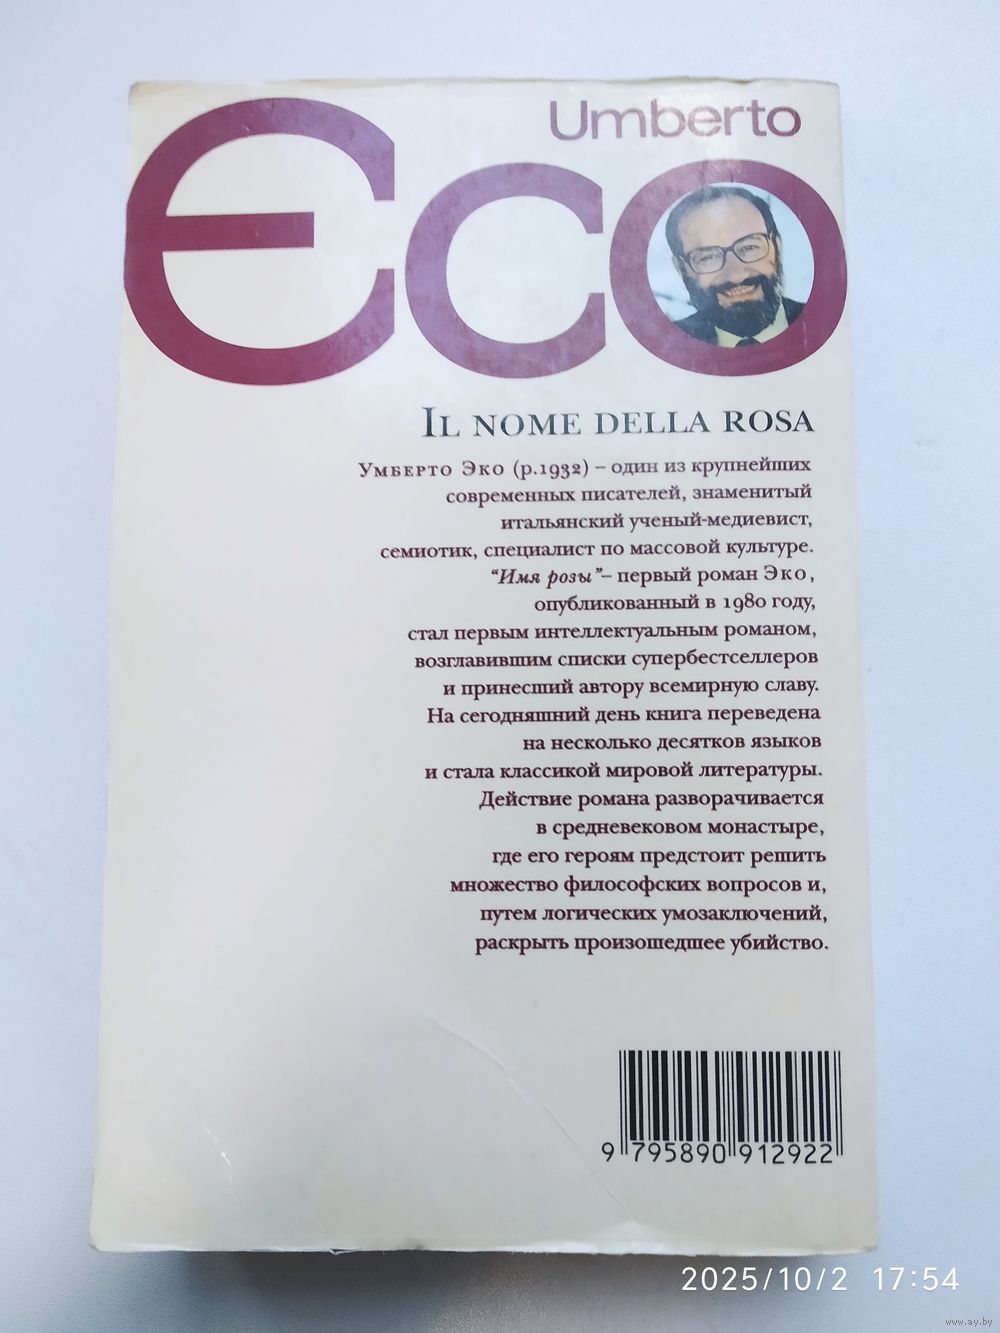 Umberto
Eco
Il nome della rosa
Умберто Эко (р.1932) – один из крупнейших
современных писателей, знаменитый
итальянский ученый-медиевист,
семиотик, специалист по массовой культуре.
“Имя розы”– первый роман Эко,
опубликованный в 1980 году,
стал первым интеллектуальным романом,
возглавившим списки супербестселлеров
и принесший автору всемирную славу.
На сегодняшний день книга переведена
на несколько десятков языков
и стала классикой мировой литературы.
Действие романа разворачивается
в средневековом монастыре,
где его героям предстоит решить
множество философских вопросов и,
путем логических умозаключений,
раскрыть произошедшее убийство.
9 795890 912922
2025/10/2 17:54
www.ay.by